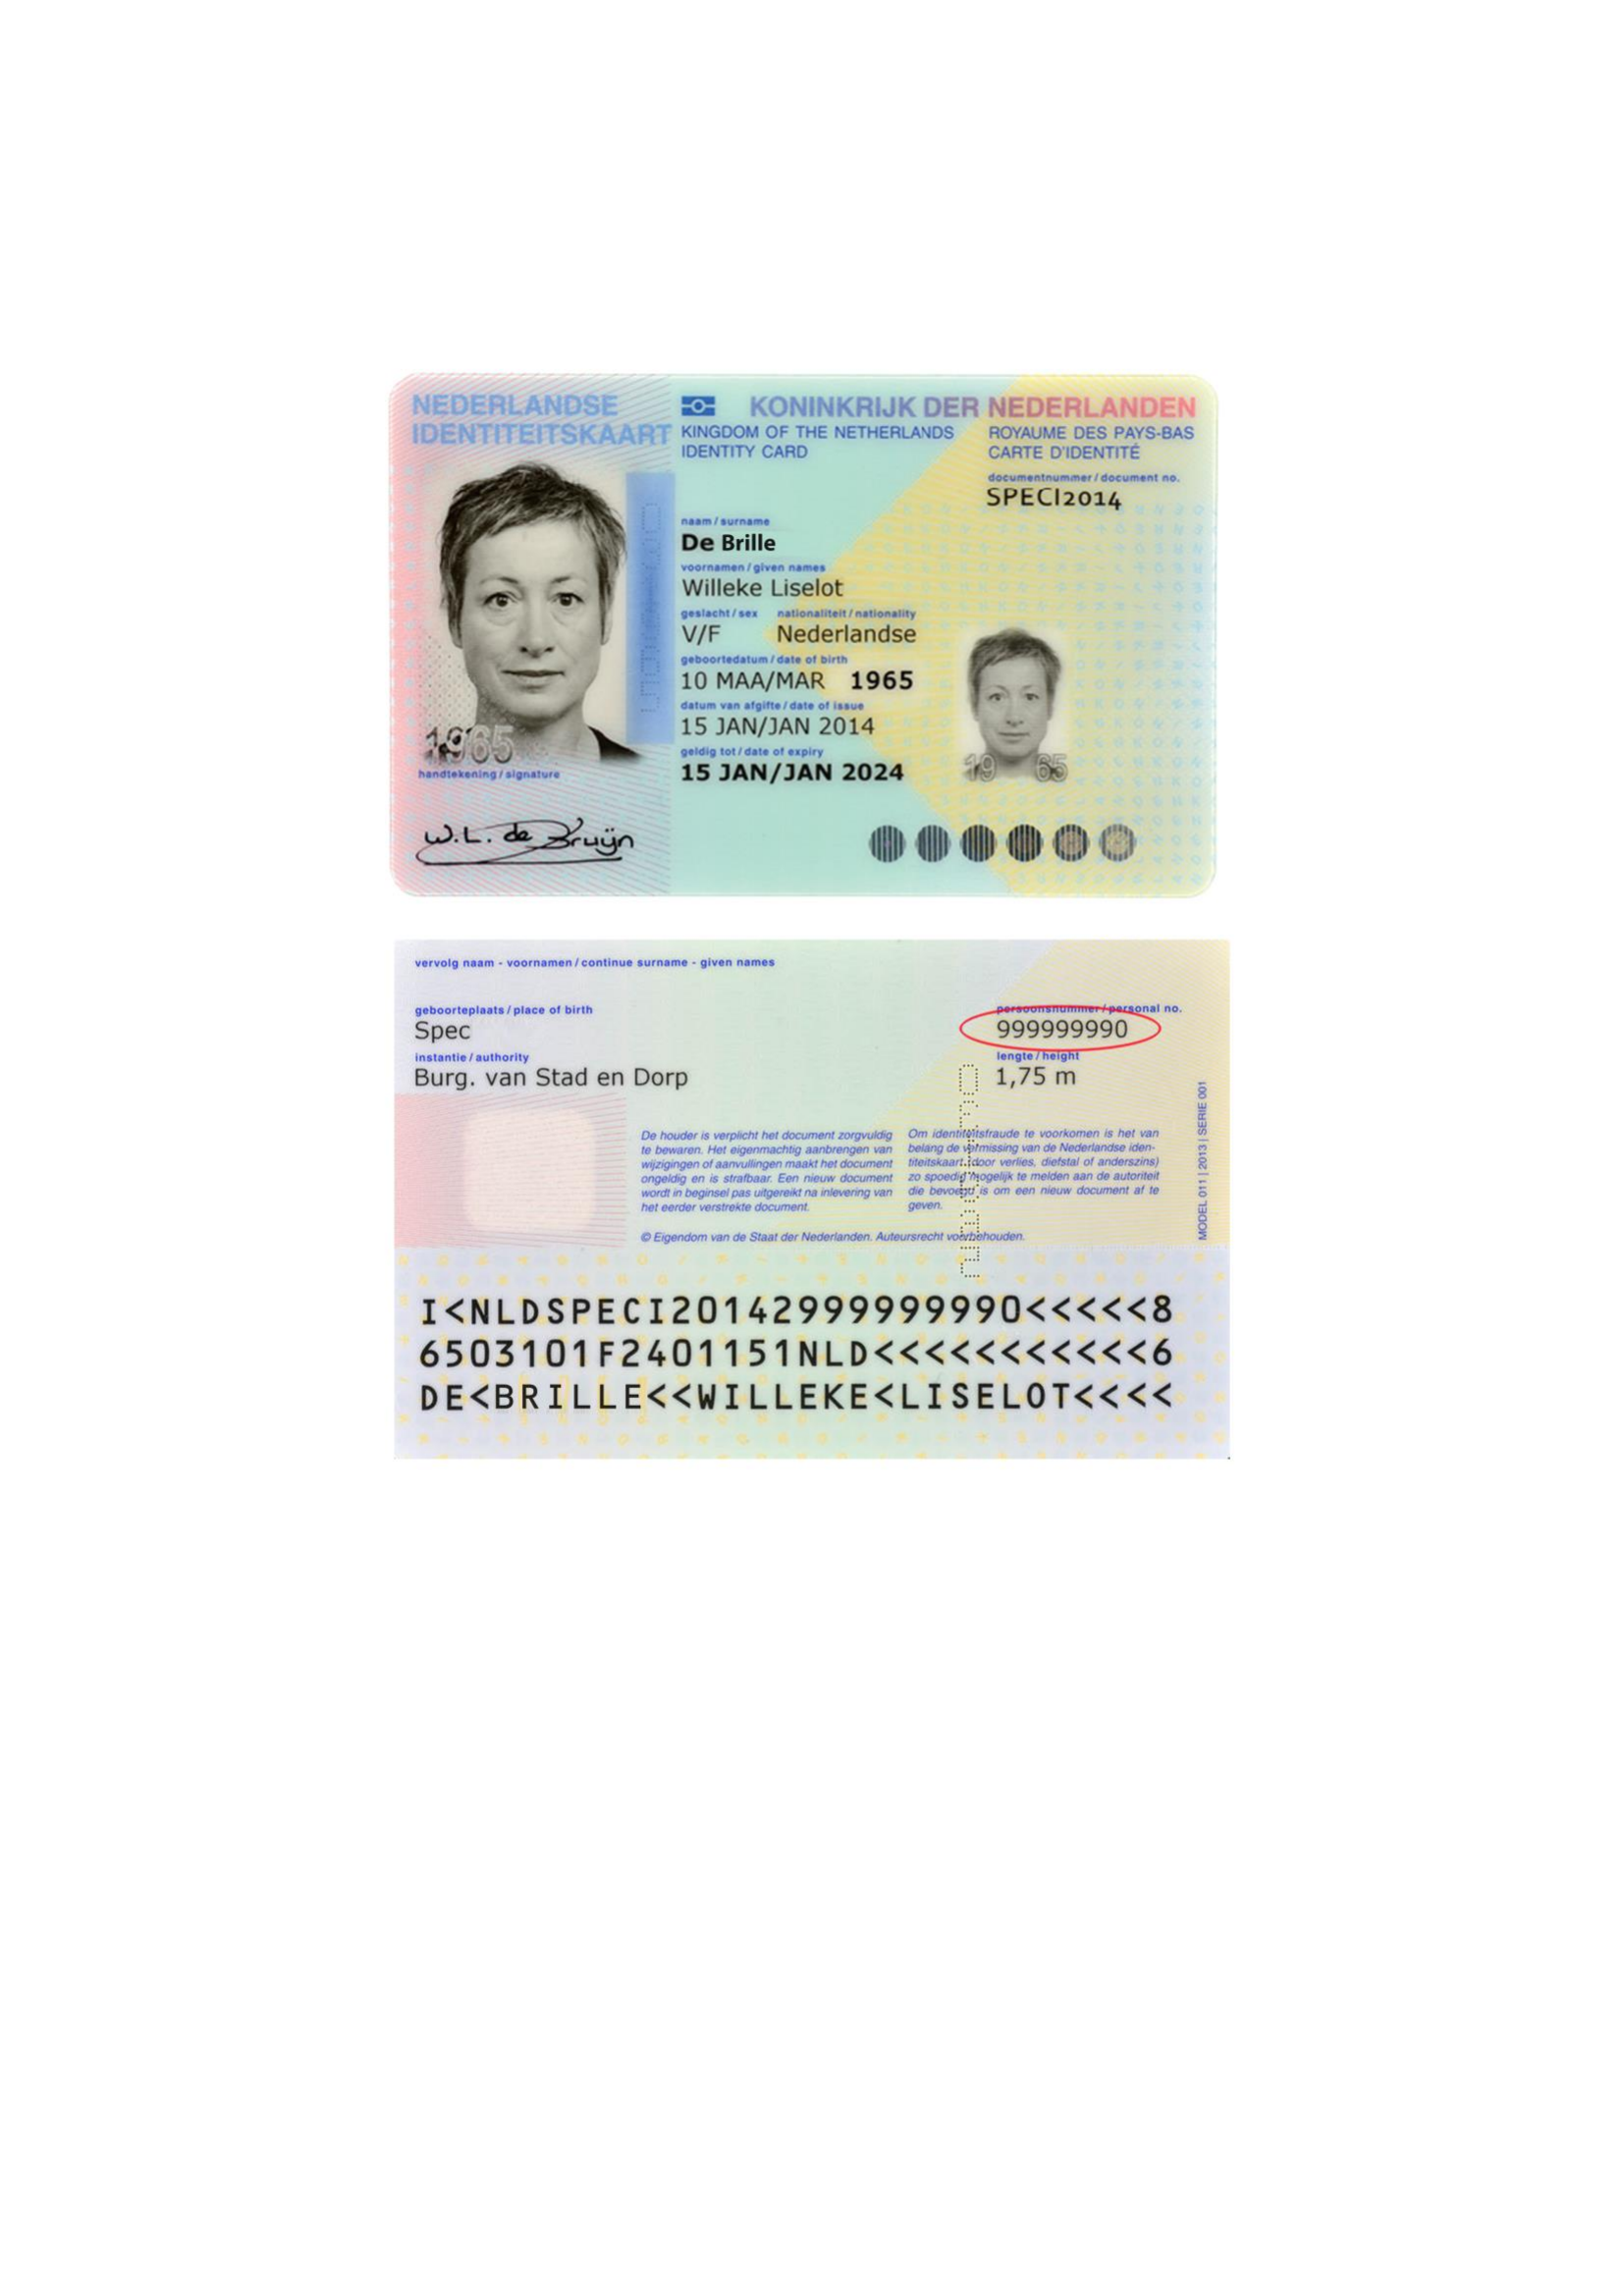 NEDERLANDSE
IDENTITEITSKAART
KONINKRIJK DER NEDERLANDEN
KINGDOM OF THE NETHERLANDS
IDENTITY CARD
ROYAUME DES PAYS-BAS
CARTE D'IDENTITÉ
documentnummer / document no.
SPECI2014
naam / surname
De Brille
voornamen / given names
Willeke Liselot
geslacht / sex nationaliteit / nationality
V/F Nederlandse
geboortedatum / date of birth
10 MAA/MAR 1965
datum van afgifte / date of issue
15 JAN/JAN 2014
geldig tot / date of expiry
15 JAN/JAN 2024
1965
19 65
handtekening / signature
W.L. de Bruijn
vervolg naam - voornamen / continue surname - given names
geboorteplaats / place of birth
Spec
instantie / authority
Burg. van Stad en Dorp
persoonsnummer / personal no.
999999990
lengte / height
1,75 m
De houder is verplicht het document zorgvuldig
te bewaren. Het eigenmachtig aanbrengen van
wijzigingen of aanvullingen maakt het document
ongeldig en is strafbaar. Een nieuw document
wordt in beginsel pas uitgereikt na inlevering van
het eerder verstrekte document.
Om identiteitsfraude te voorkomen is het van
belang de vermissing van de Nederlandse iden-
titeitskaart (door verlies, diefstal of anderszins)
zo spoedig mogelijk te melden aan de autoriteit
die bevoegd is om een nieuw document af te
geven.
© Eigendom van de Staat der Nederlanden. Auteursrecht voorbehouden.
MODEL 011 | 2013 | SERIE 001
I<NLDSPECI20142999999990<<<<<8
6503101F2401151NLD<<<<<<<<<<<6
DE<BRILLE<<WILLEKE<LISELOT<<<<